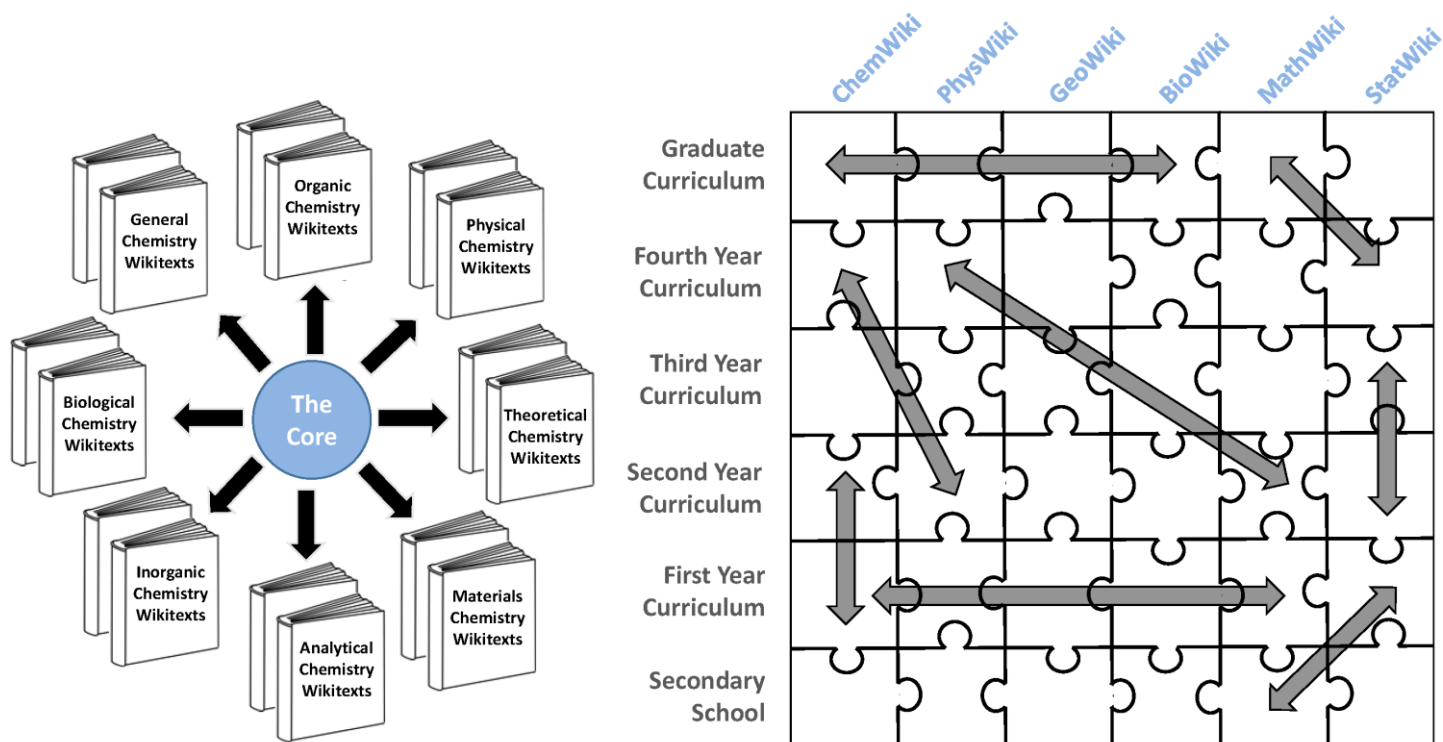 Organic
Chemistry
Wikitexts
General
Chemistry
Wikitexts
Physical
Chemistry
Wikitexts
Biological
Chemistry
Wikitexts
The
Core
Theoretical
Chemistry
Wikitexts
Inorganic
Chemistry
Wikitexts
Materials
Chemistry
Wikitexts
Analytical
Chemistry
Wikitexts
ChemWiki
PhysWiki
GeoWiki
BioWiki
MathWiki
StatWiki
Graduate
Curriculum
Fourth Year
Curriculum
Third Year
Curriculum
Second Year
Curriculum
First Year
Curriculum
Secondary
School